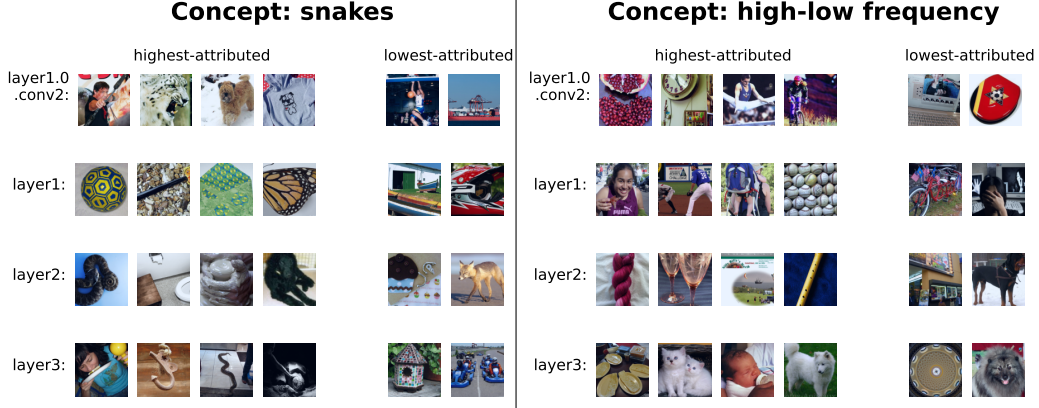 Concept: snakes
highest-attributed lowest-attributed
layer1.0
.conv2:
layer1:
layer2:
layer3:
Concept: high-low frequency
highest-attributed lowest-attributed
layer1.0
.conv2:
layer1:
PUMA
layer2:
layer3: